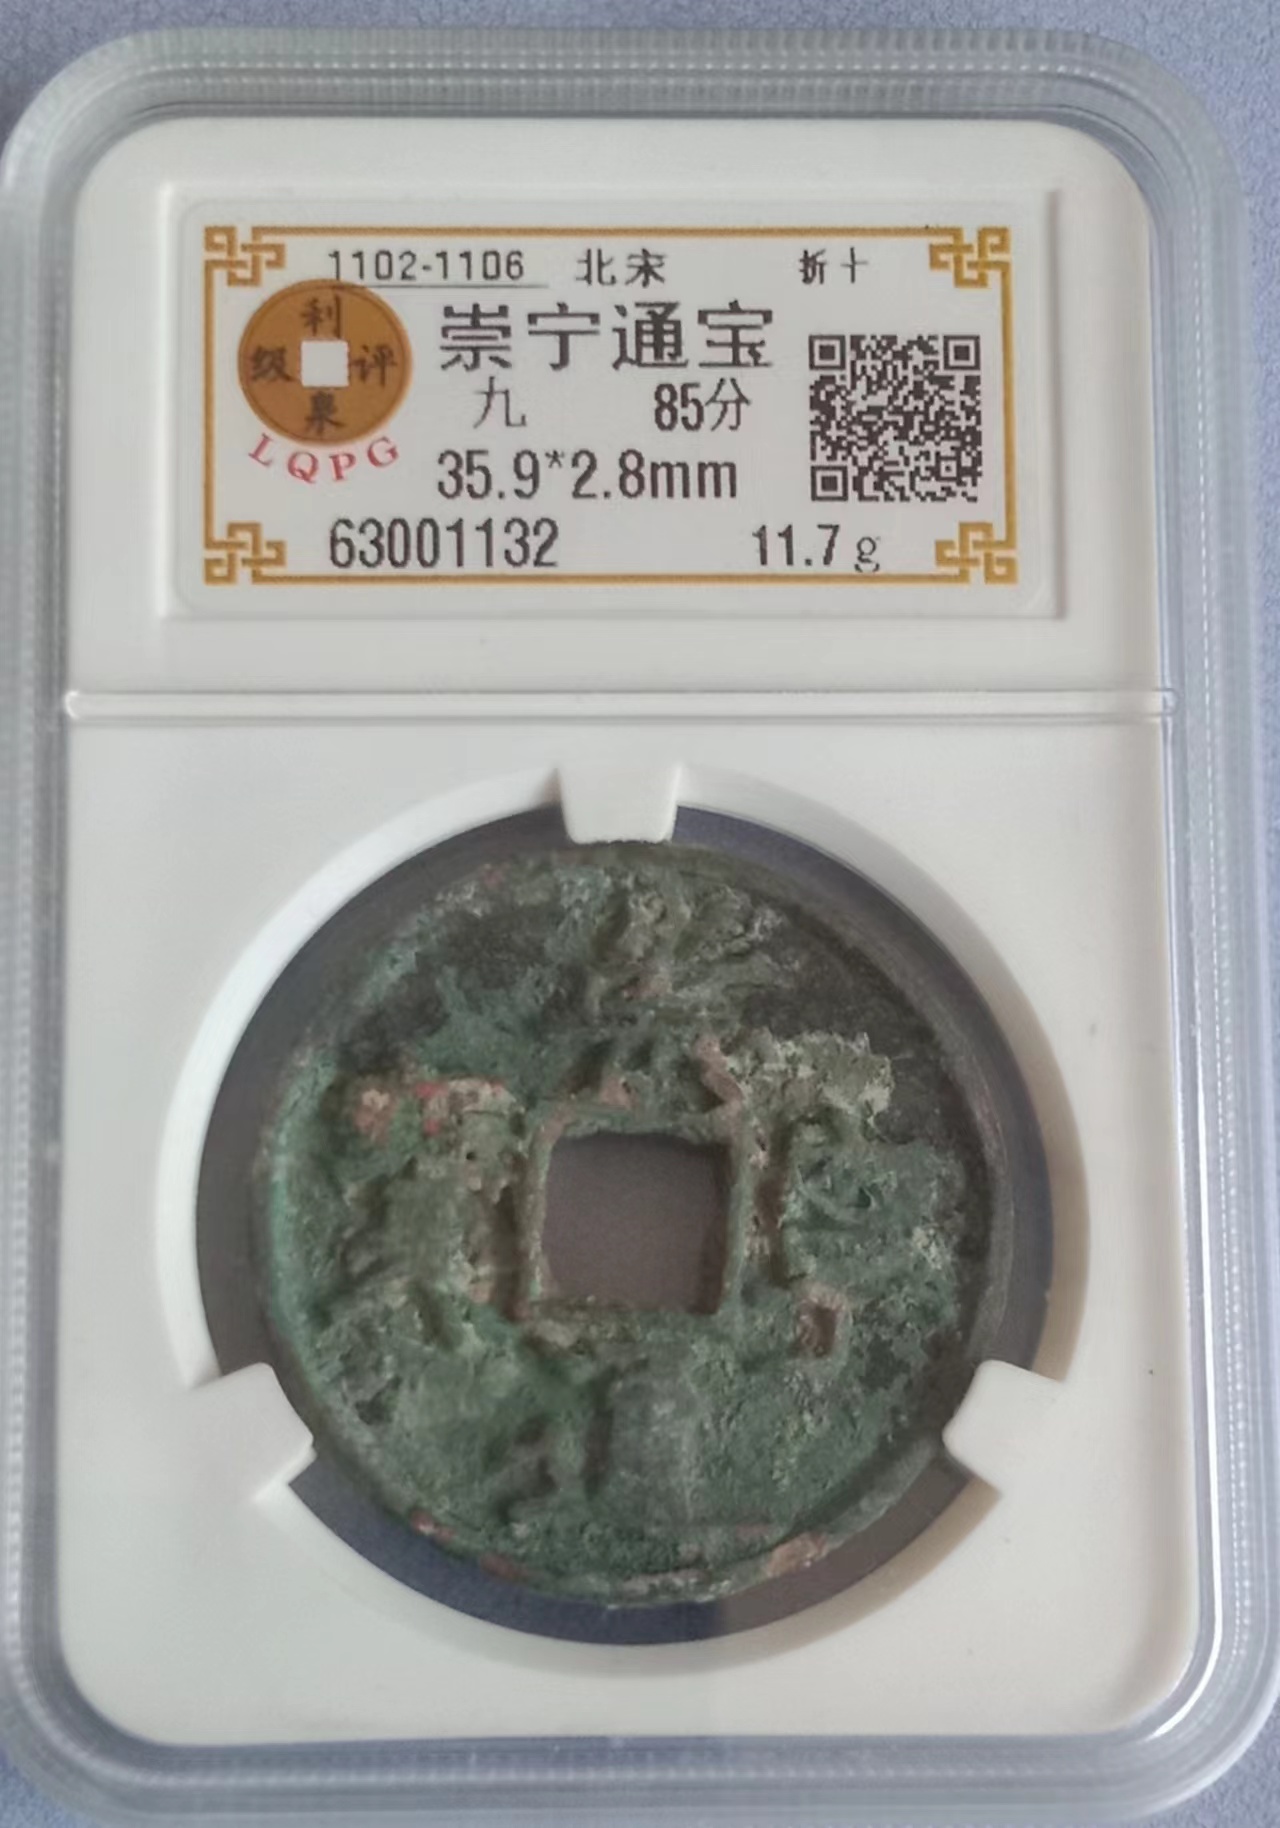 1102-1106 北宋 折十
利泉评级
崇宁通宝
九 85分
LQPG
35.9*2.8mm
63001132 11.7g